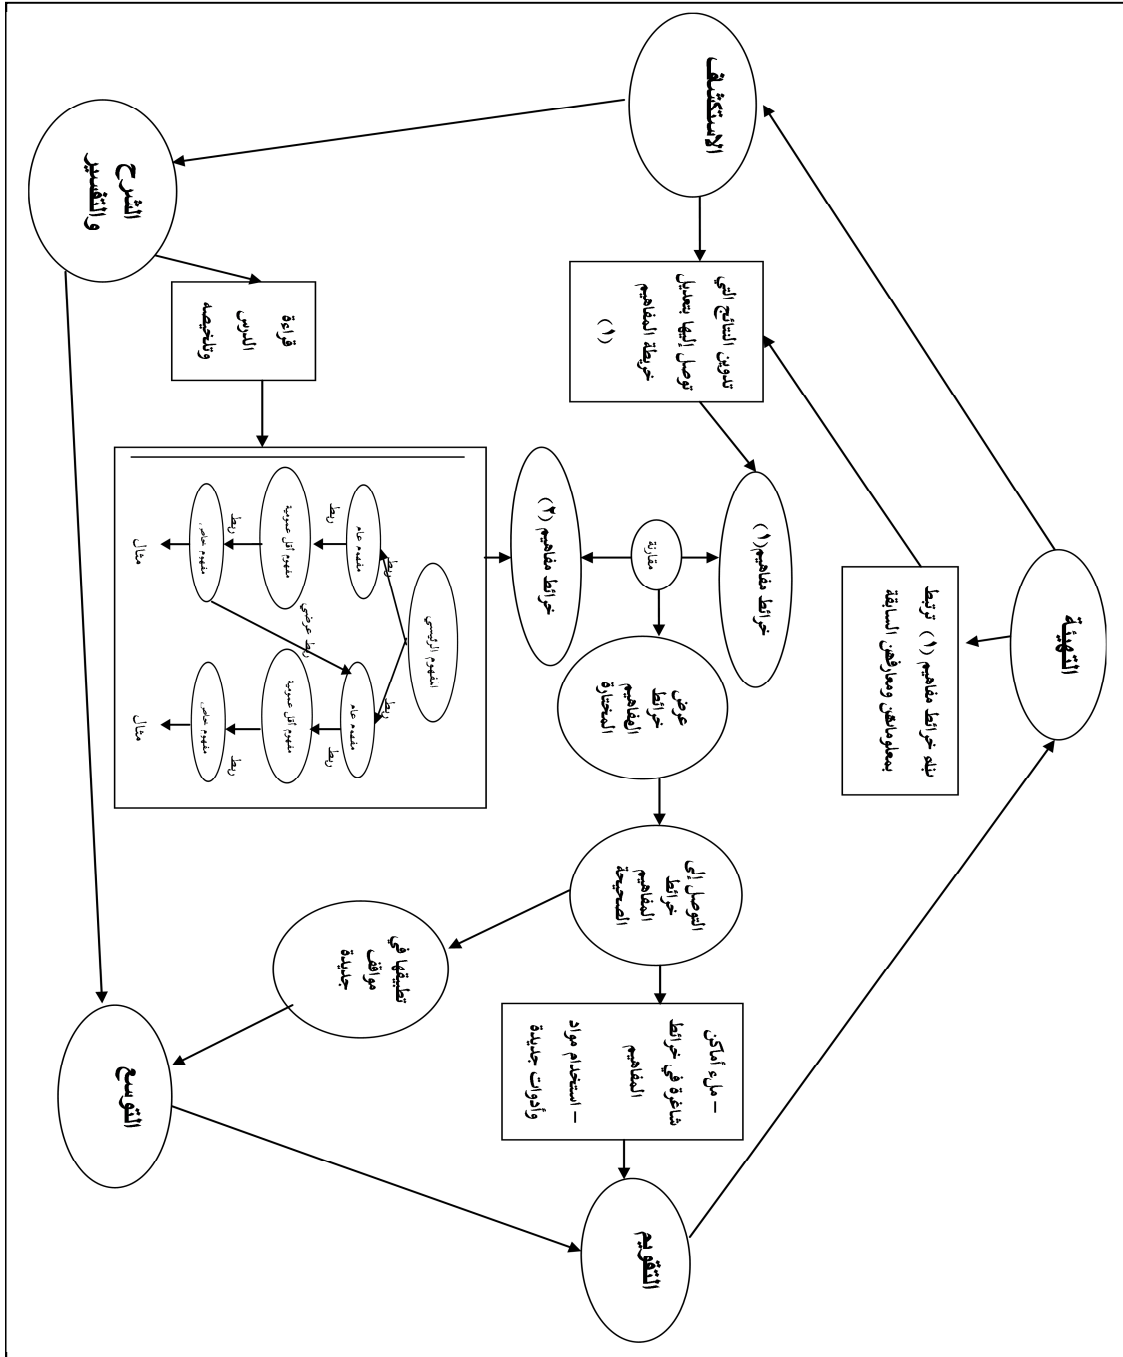 التهيئة
بناء خرائط مفاهيم (١) ترتبط
بمعلوماتهن ومعارفهن السابقة
الاستكشاف
تدوين النتائج التي
توصل إليها بتعديل
خريطة المفاهيم
(١)
خرائط مفاهيم(١)
مقارنة
خرائط مفاهيم (٢)
عرض
خرائط
المفاهيم
المختارة
التوصل إلى
خرائط
المفاهيم
الصحيحة
– ملء أماكن
شاغرة في خرائط
المفاهيم
– استخدام مواد
وأدوات جديدة
التقويم
تطبيقها في
مواقف
جديدة
المفهوم الرئيسي
ربط
ربط
مفهوم عام
مفهوم عام
ربط
ربط عرضي
ربط
مفهوم أقل عمومية
مفهوم أقل عمومية
ربط
ربط
مفهوم خاص
مفهوم خاص
مثال
مثال
قراءة
الدرس
وتلخيصه
الشرح
والتفسير
التوسع